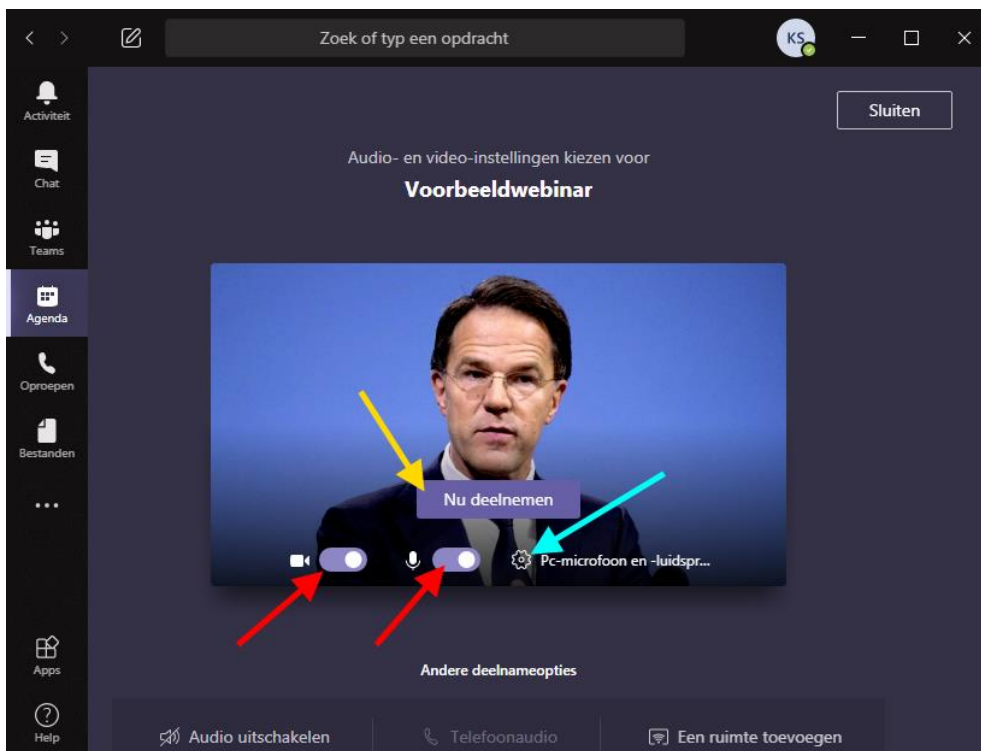 Zoek of typ een opdracht
KS
Activiteit
Chat
Teams
Agenda
Oproepen
Bestanden
Apps
Help
Sluiten
Audio- en video-instellingen kiezen voor
Voorbeeldwebinar
Nu deelnemen
Pc-microfoon en -luidspr...
Andere deelnameopties
Audio uitschakelen
Telefoonaudio
Een ruimte toevoegen